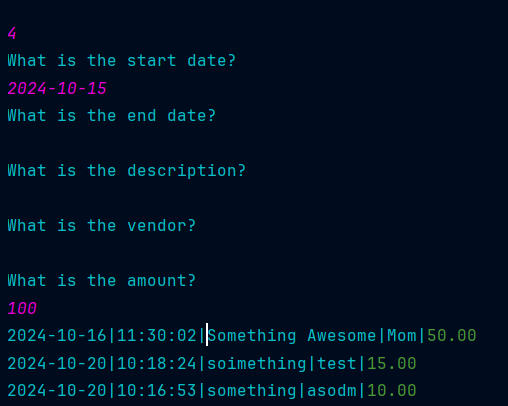 4
What is the start date?
2024-10-15
What is the end date?
What is the description?
What is the vendor?
What is the amount?
100
2024-10-16|11:30:02|Something Awesome|Mom|50.00
2024-10-20|10:18:24|soimething|test|15.00
2024-10-20|10:16:53|something|asodm|10.00